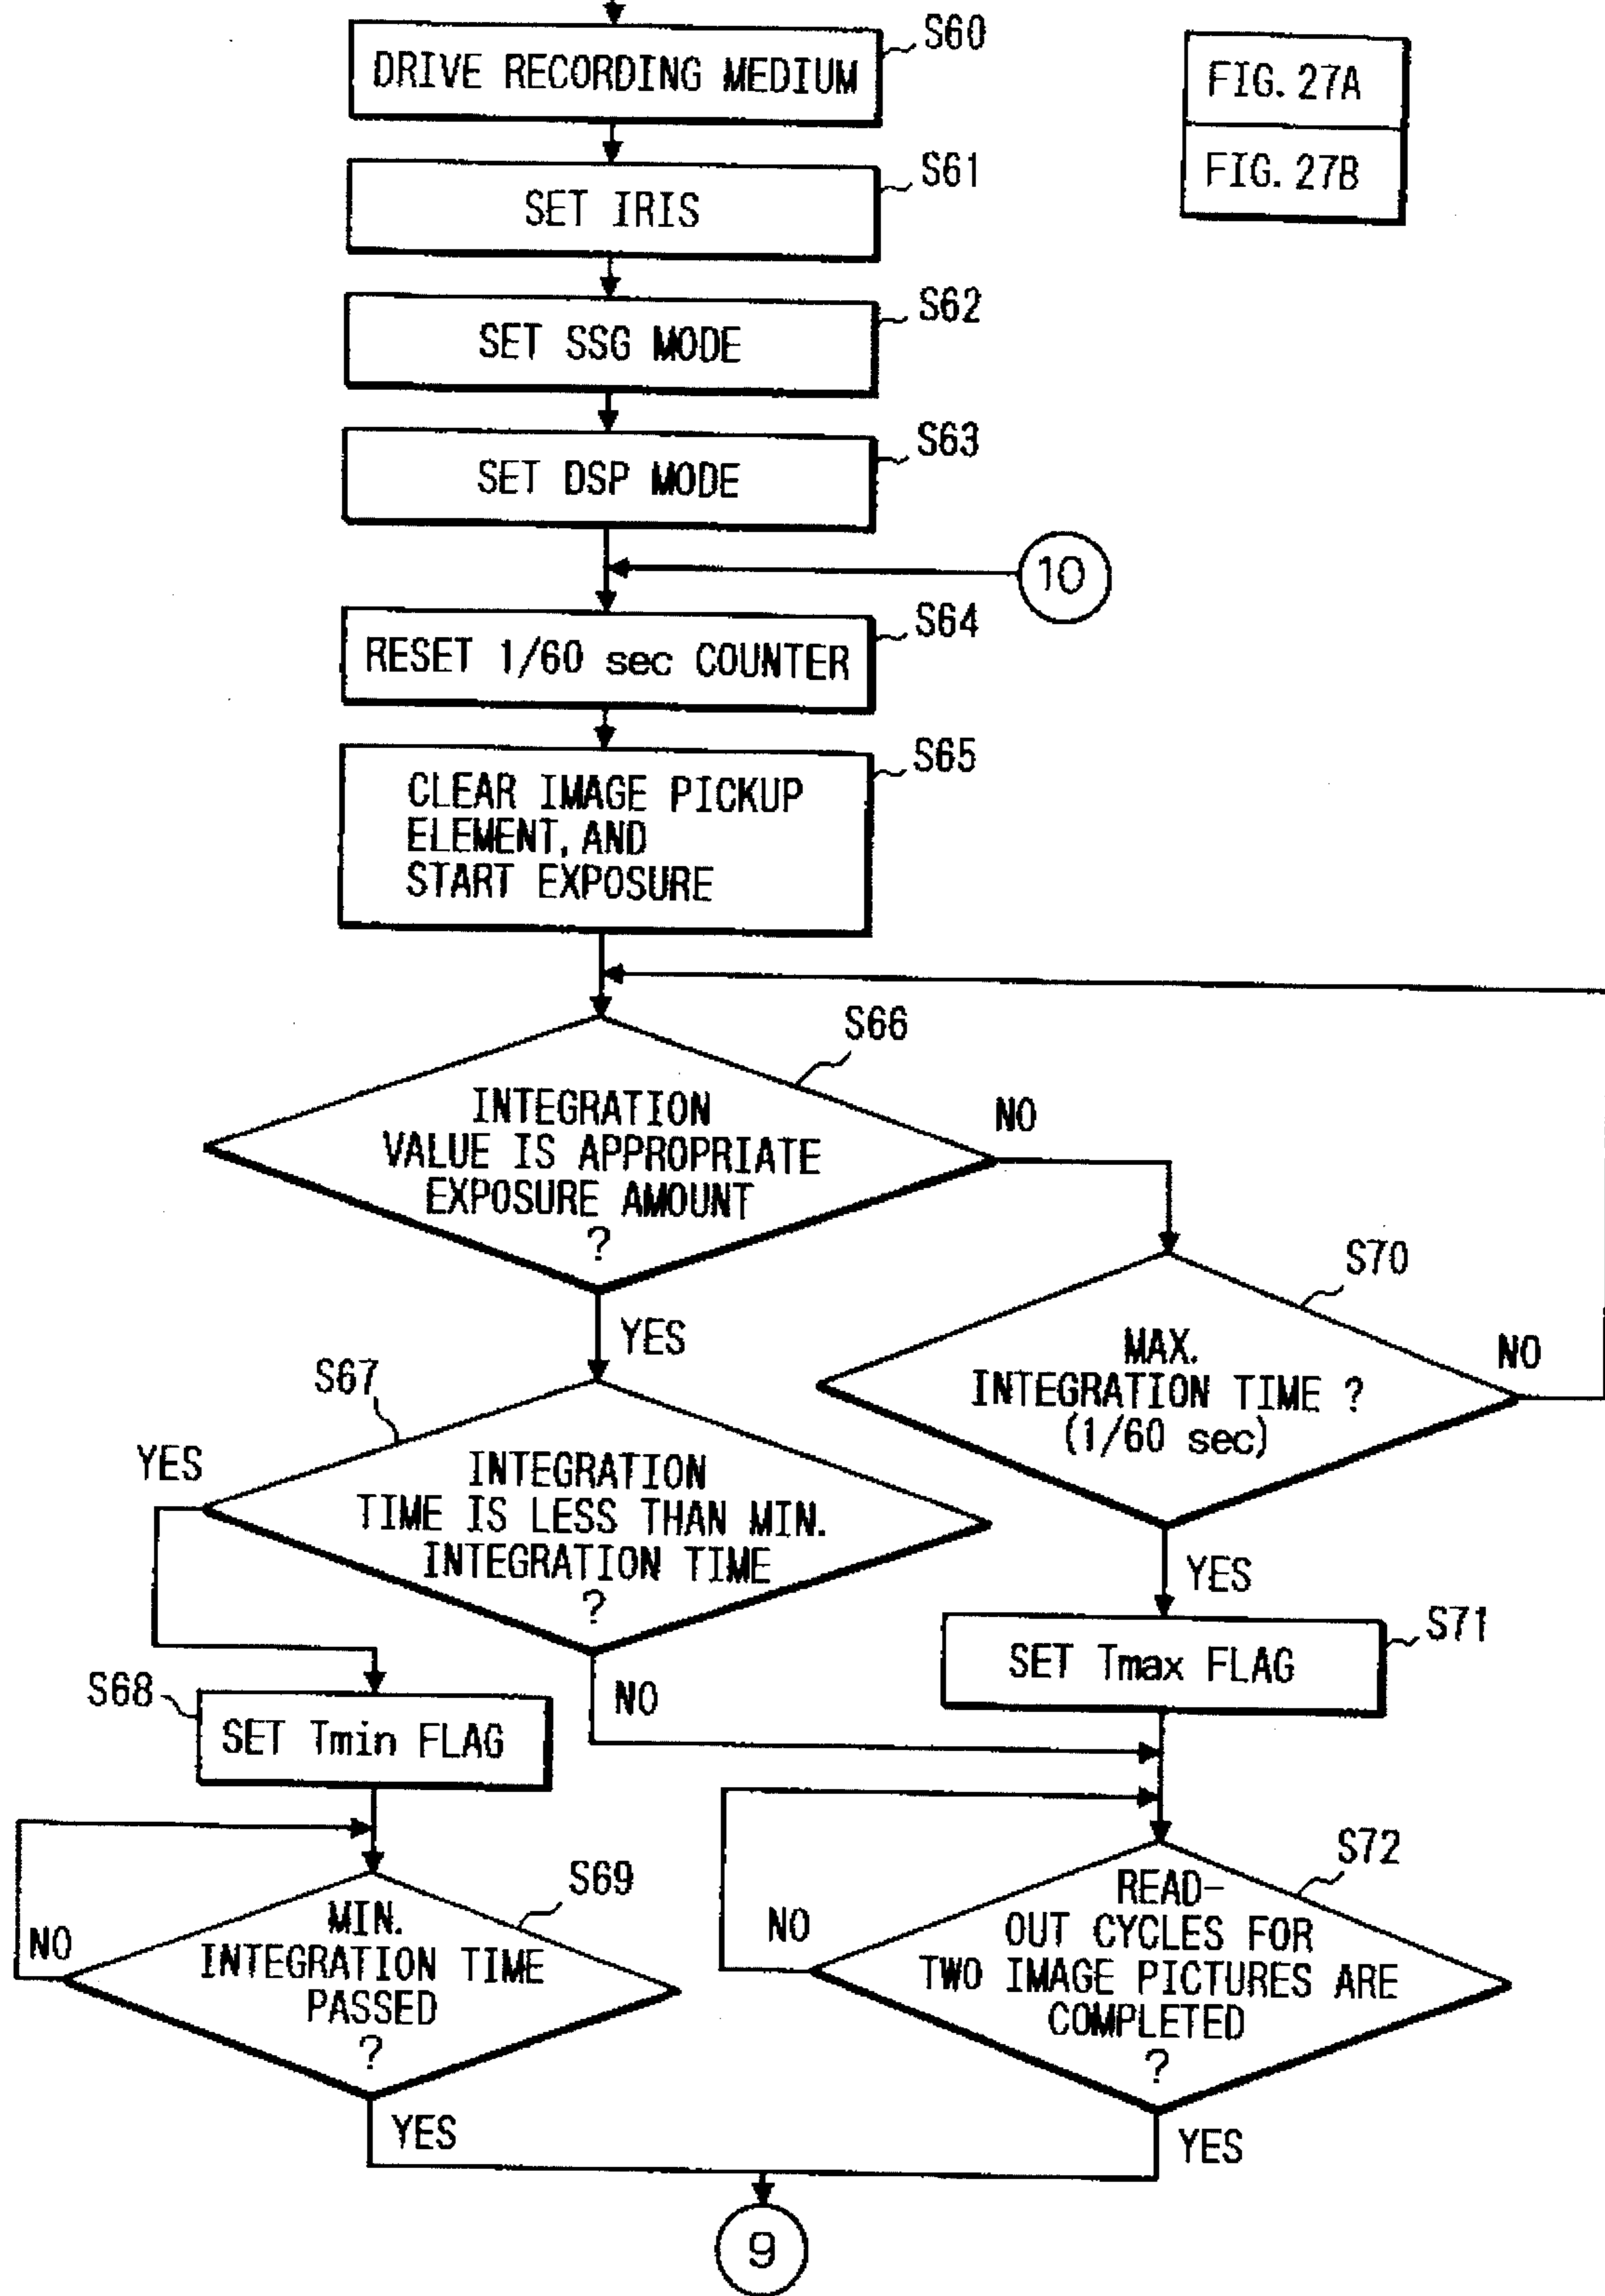 S60
DRIVE RECORDING MEDIUM
FIG. 27A
FIG. 27B
S61
SET IRIS
S62
SET SSG MODE
S63
SET DSP MODE
10
S64
RESET 1/60 sec COUNTER
S65
CLEAR IMAGE PICKUP
ELEMENT, AND
START EXPOSURE
S66
INTEGRATION
VALUE IS APPROPRIATE
EXPOSURE AMOUNT
?
NO
YES
S70
MAX.
INTEGRATION TIME ?
(1/60 sec)
NO
YES
S67
INTEGRATION
TIME IS LESS THAN MIN.
INTEGRATION TIME
?
YES
NO
S71
SET Tmax FLAG
S68
SET Tmin FLAG
S69
MIN.
INTEGRATION TIME
PASSED
?
NO
YES
S72
READ-
OUT CYCLES FOR
TWO IMAGE PICTURES ARE
COMPLETED
?
NO
YES
9